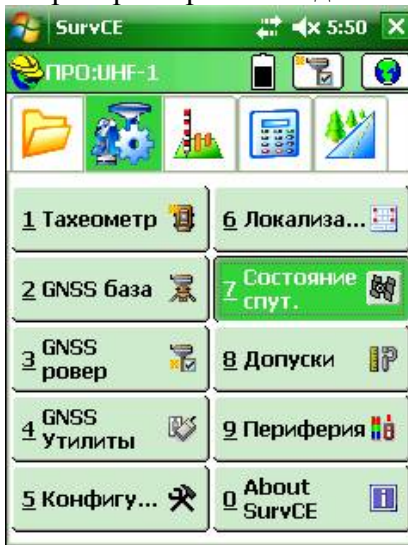 SurvCE 5:50
ПРО:UHF-1
1 Тахеометр
6 Локализа...
2 GNSS база
7 Состояние
спут.
3 GNSS
ровер
8 Допуски
4 GNSS
Утилиты
9 Периферия
5 Конфигу...
0 About
SurvCE